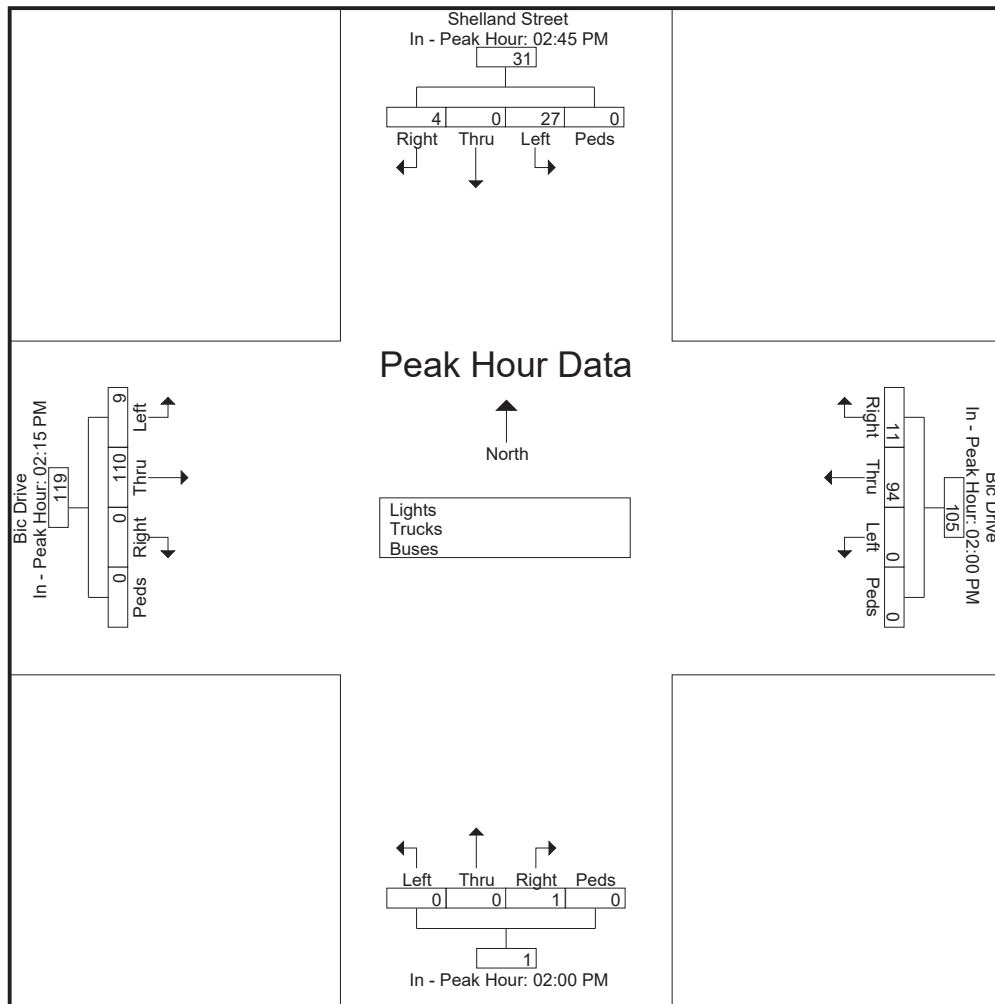 Shelland Street
In - Peak Hour: 02:45 PM
31
4 0 27 0
Right Thru Left Peds
Peak Hour Data
North
Lights
Trucks
Buses
Bic Drive
In - Peak Hour: 02:15 PM
119
9 110 0 0
Left Thru Right Peds
Bic Drive
In - Peak Hour: 02:00 PM
105
11 94 0 0
Right Thru Left Peds
Left Thru Right Peds
0 0 1 0
1
In - Peak Hour: 02:00 PM